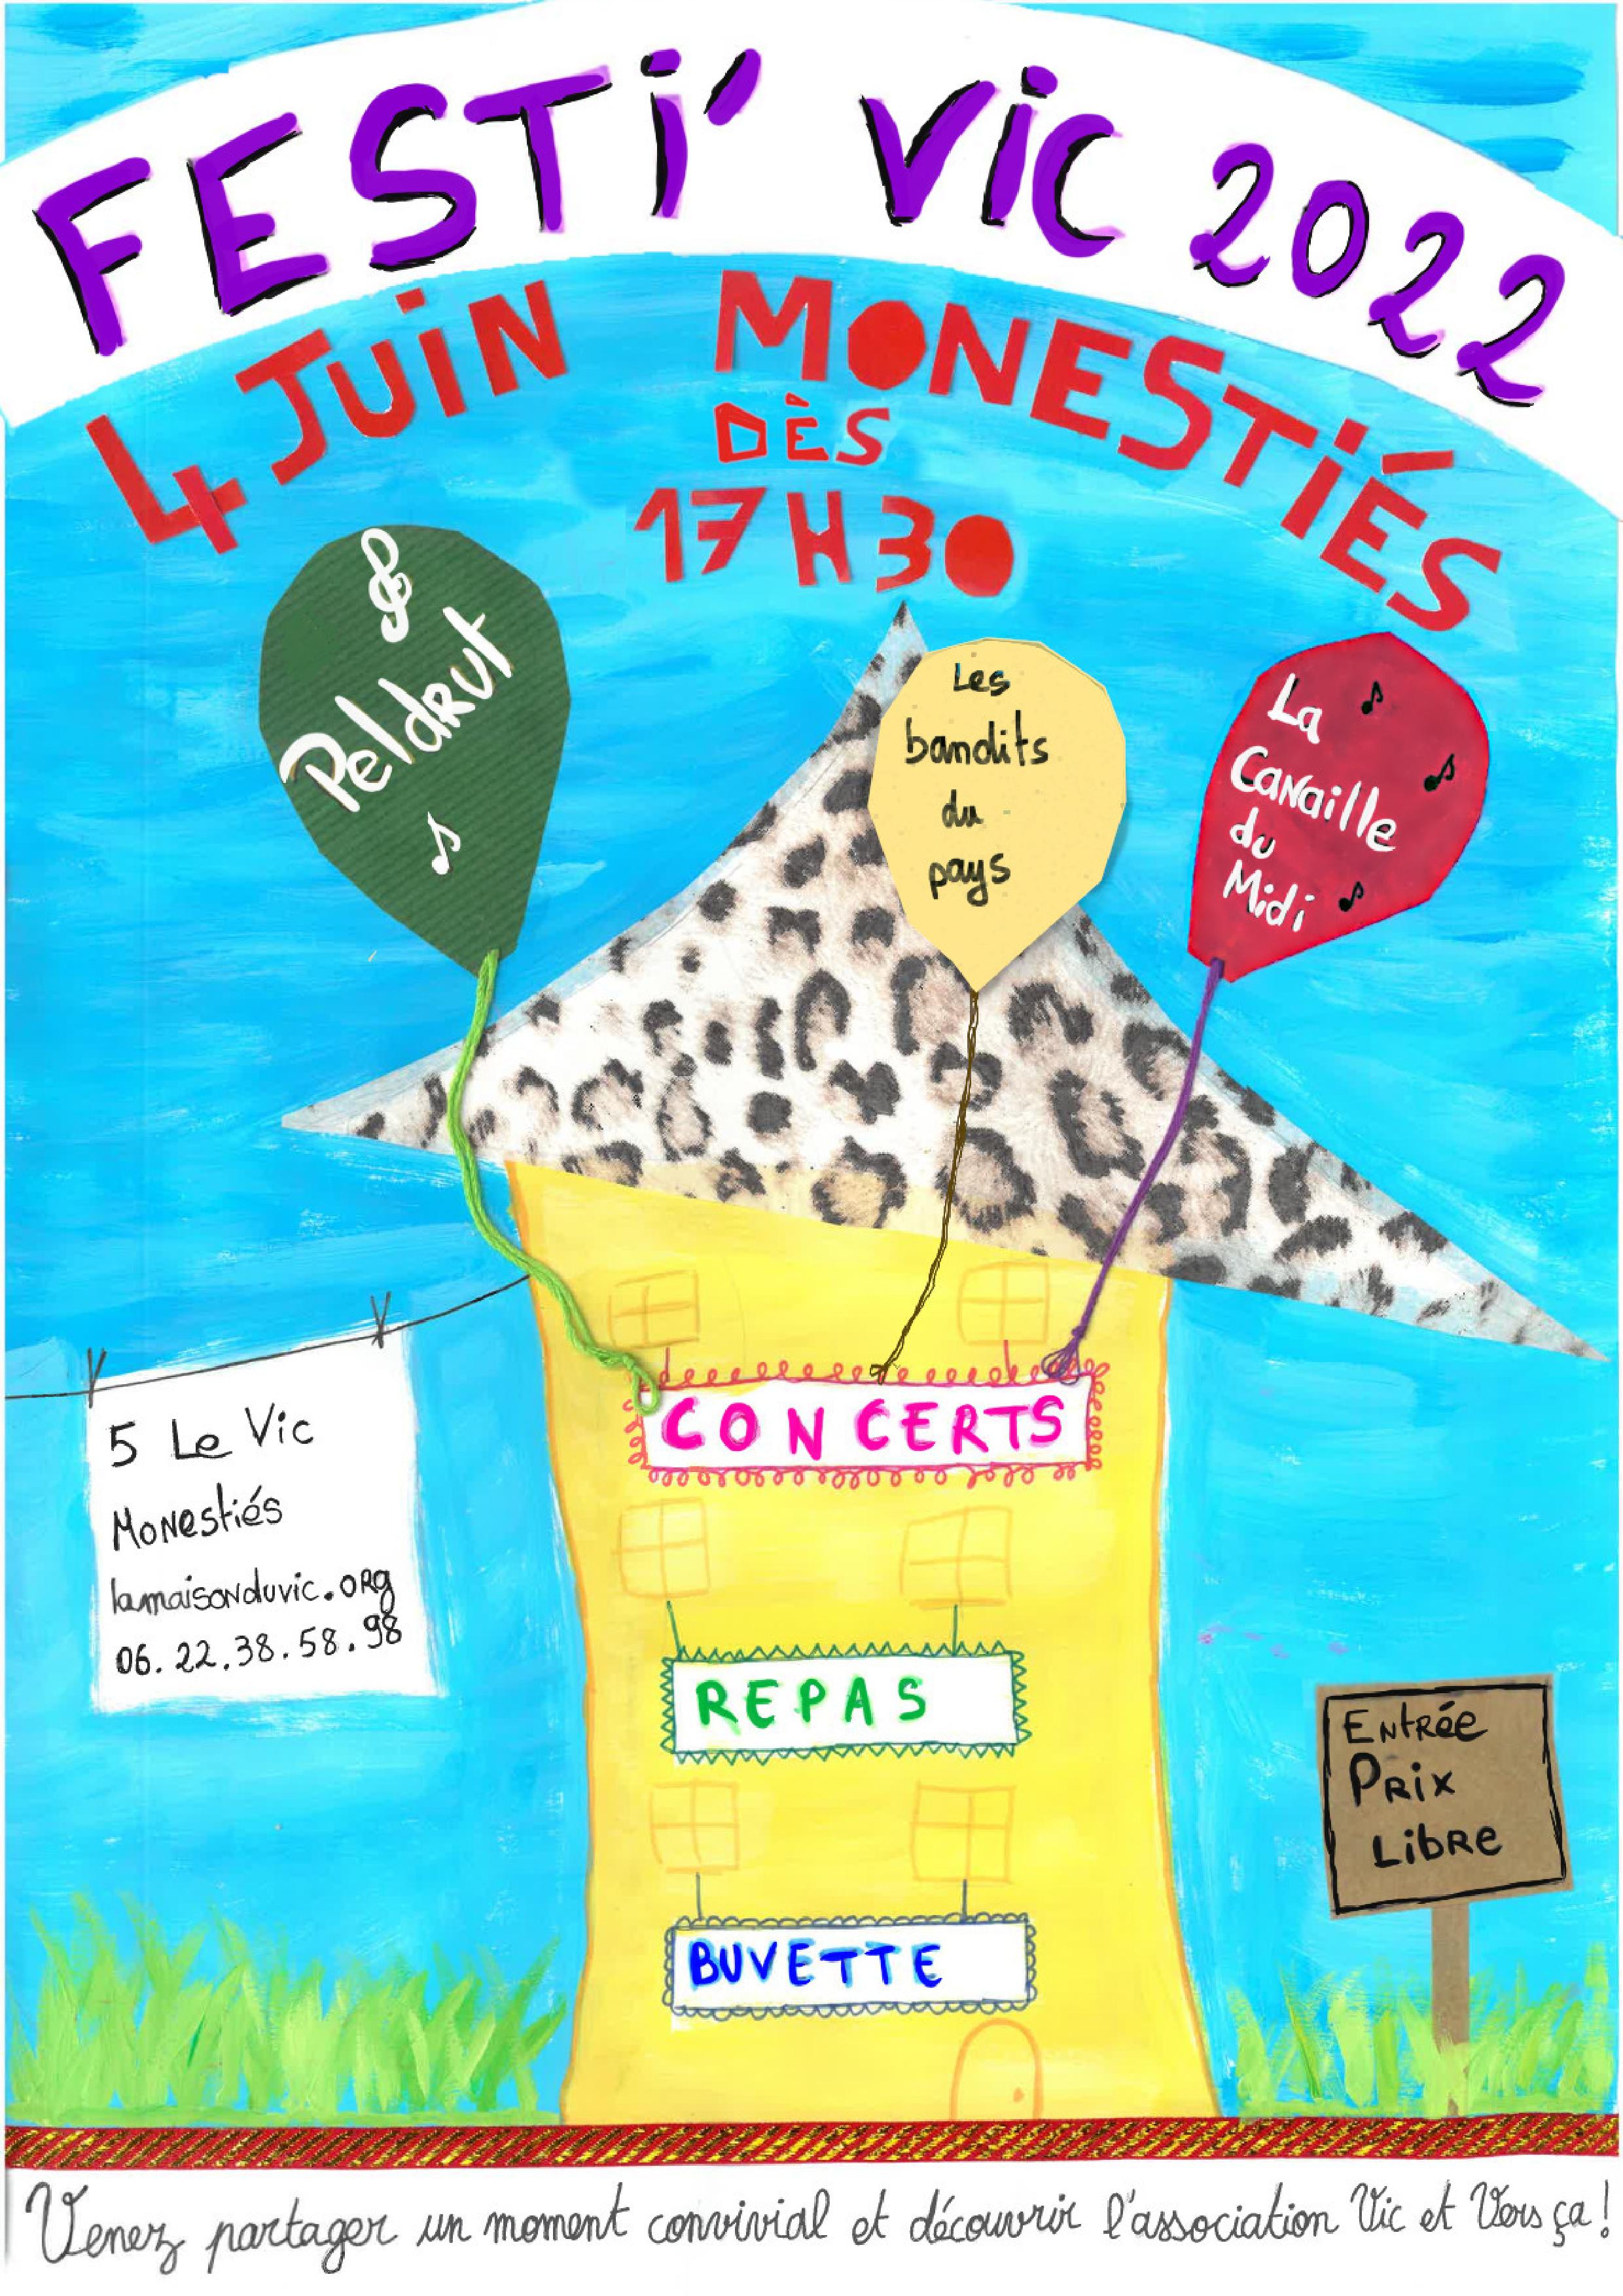 FESTi' ViC 2022
4 JUiN MONESTiÉS
DÈS
17H30
Peldrut
Les
bandits
du
pays
La
Canaille
du
Midi
CONCERTS
5 Le Vic
Monestiés
lamaisonduvic.org
06.22.38.58.98
REPAS
Entrée
Prix
Libre
BUVETTE
Venez partager un moment convivial et découvrir l'association Vic et Vers ça!